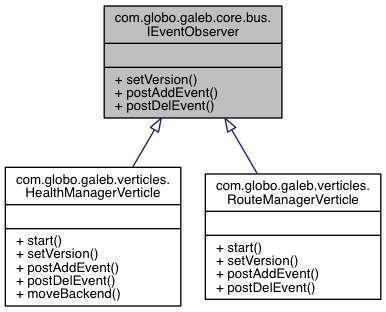 com.globo.galeb.core.bus.
IEventObserver
+ setVersion()
+ postAddEvent()
+ postDelEvent()
com.globo.galeb.verticles.
HealthManagerVerticle
+ start()
+ setVersion()
+ postAddEvent()
+ postDelEvent()
+ moveBackend()
com.globo.galeb.verticles.
RouteManagerVerticle
+ start()
+ setVersion()
+ postAddEvent()
+ postDelEvent()